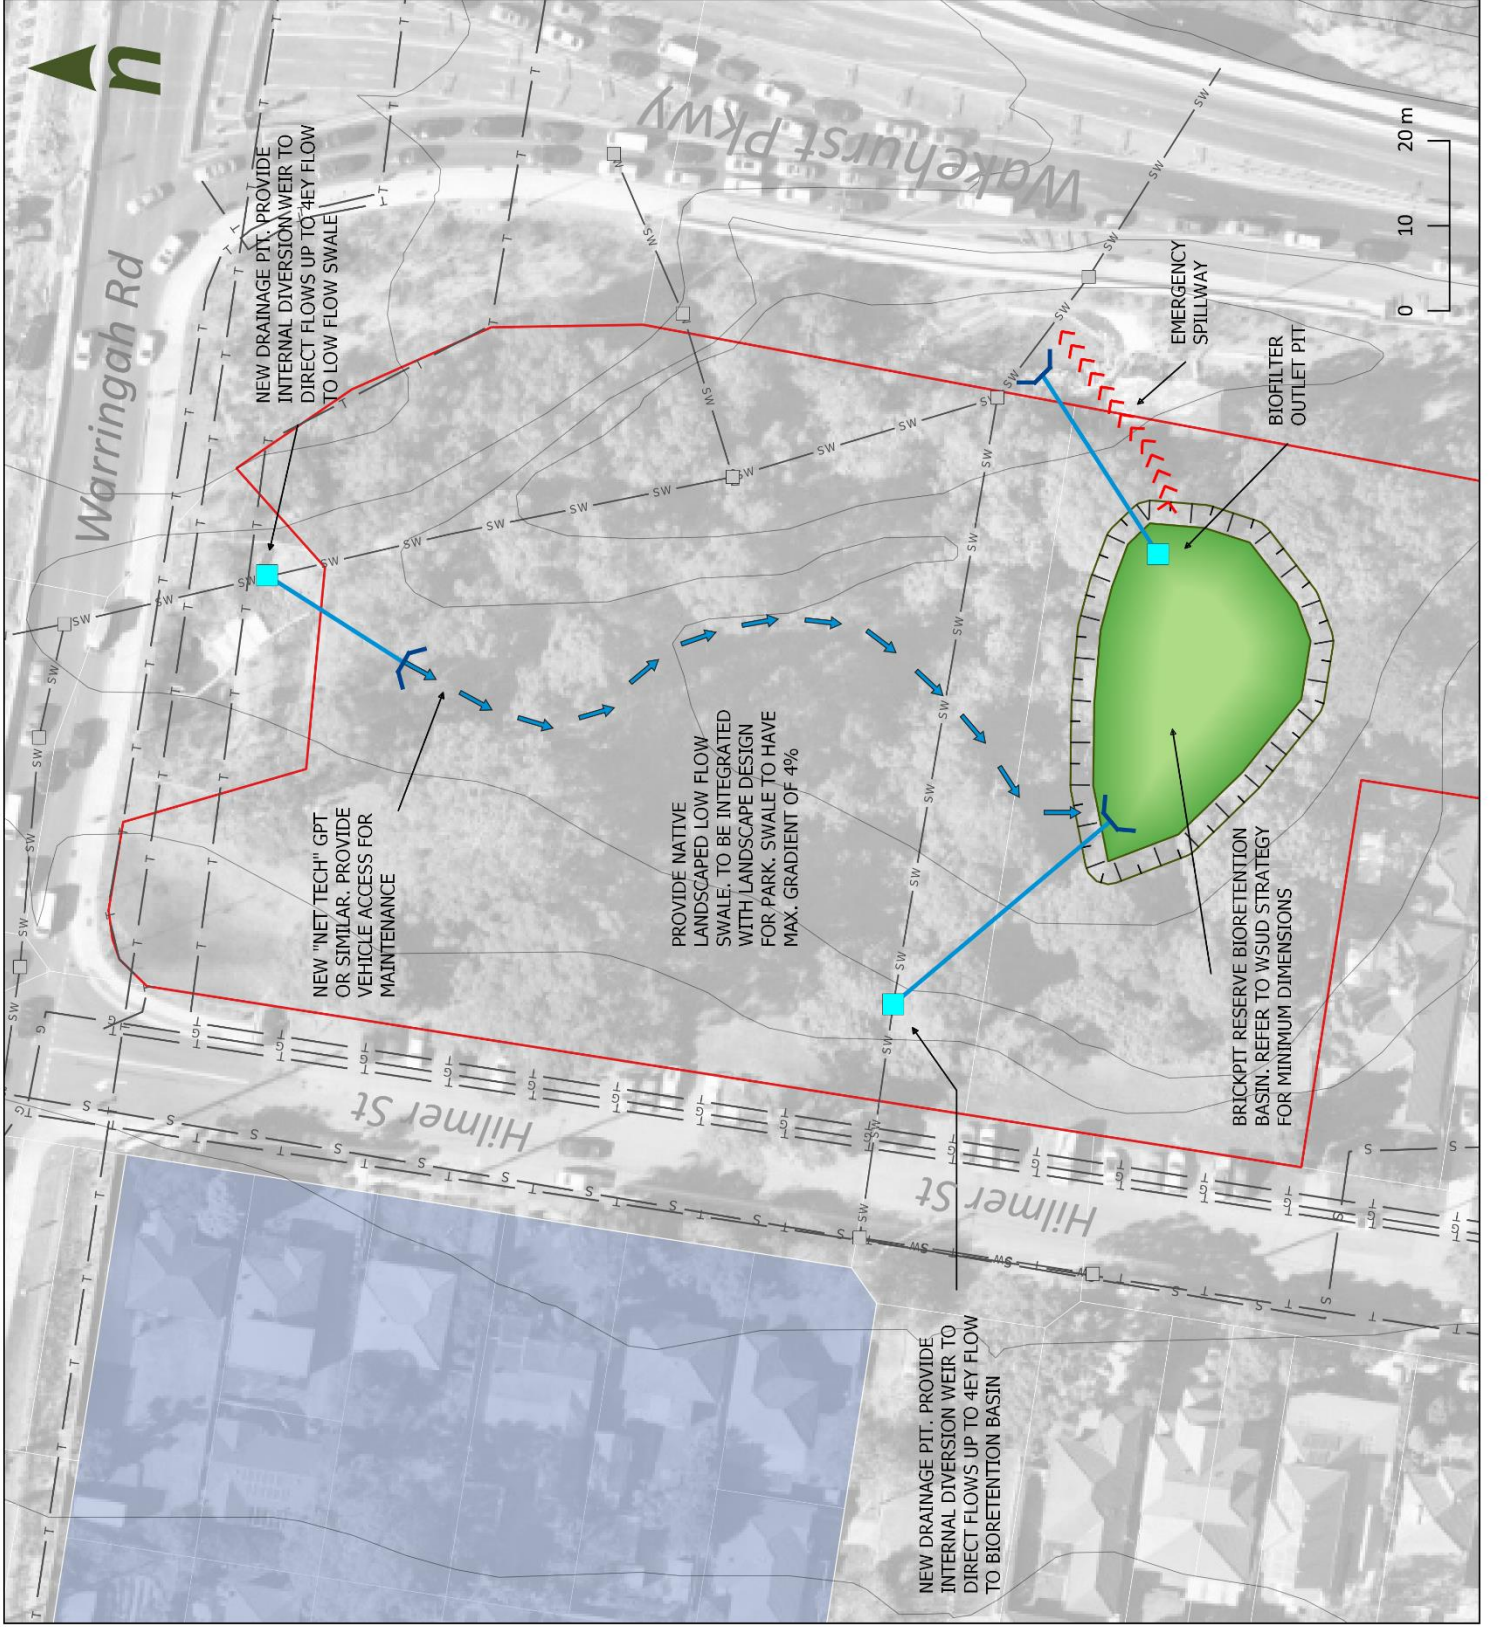 n
Warringah Rd
Wakehurst Pkwy
Hilmer St
Hilmer St
NEW DRAINAGE PIT. PROVIDE
INTERNAL DIVERSION WEIR TO
DIRECT FLOWS UP TO 4EY FLOW
TO LOW FLOW SWALE
NEW "NET TECH" GPT
OR SIMILAR. PROVIDE
VEHICLE ACCESS FOR
MAINTENANCE
PROVIDE NATIVE
LANDSCAPED LOW FLOW
SWALE. TO BE INTEGRATED
WITH LANDSCAPE DESIGN
FOR PARK. SWALE TO HAVE
MAX. GRADIENT OF 4%
NEW DRAINAGE PIT. PROVIDE
INTERNAL DIVERSION WEIR TO
DIRECT FLOWS UP TO 4EY FLOW
TO BIORETENTION BASIN
BRICKPIT RESERVE BIORETENTION
BASIN. REFER TO WSUD STRATEGY
FOR MINIMUM DIMENSIONS
BIOFILTER
OUTLET PIT
EMERGENCY
SPILLWAY
0 10 20 m